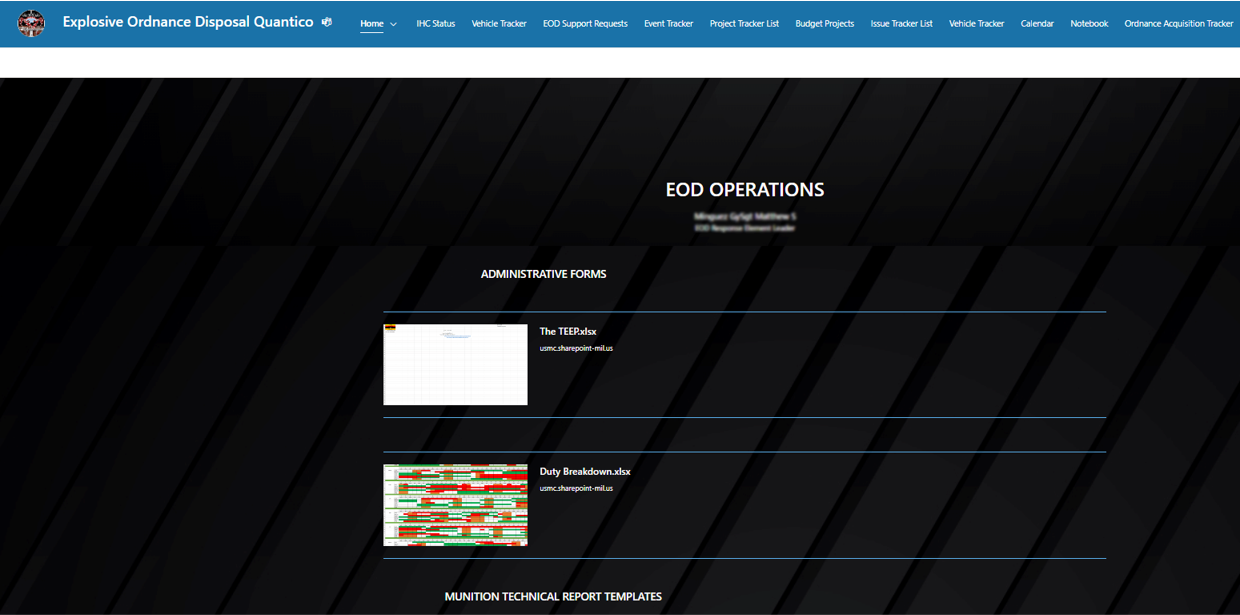 Explosive Ordnance Disposal Quantico
Home
IHC Status
Vehicle Tracker
EOD Support Requests
Event Tracker
Project Tracker List
Budget Projects
Issue Tracker List
Vehicle Tracker
Calendar
Notebook
Ordnance Acquisition Tracker
EOD OPERATIONS
ADMINISTRATIVE FORMS
The TEEP.xlsx
usmc.sharepoint-mil.us
Duty Breakdown.xlsx
usmc.sharepoint-mil.us
MUNITION TECHNICAL REPORT TEMPLATES